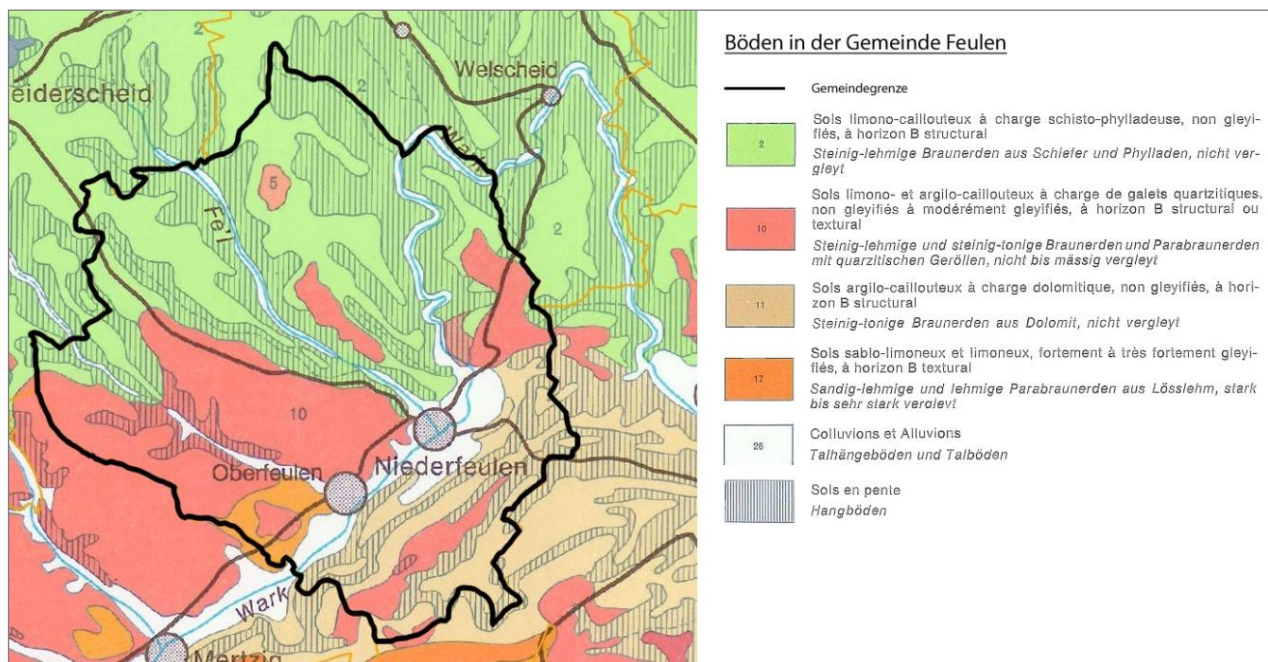 2
Welscheid
eiderscheid
2
Wark
5
Fe'l
2
10
Oberfeulen
Niederfeulen
Wark
Mertzig
Böden in der Gemeinde Feulen
Gemeindegrenze
2
Sols limono-caillouteux à charge schisto-phylladeuse, non gleyi-
fiés, à horizon B structural
Steinig-lehmige Braunerden aus Schiefer und Phylladen, nicht ver-
gleyt
10
Sols limono- et argilo-caillouteux à charge de galets quartzitiques,
non gleyifiés à modérément gleyifiés, à horizon B structural ou
textural
Steinig-lehmige und steinig-tonige Braunerden und Parabraunerden
mit quarzitischen Geröllen, nicht bis mässig vergleyt
11
Sols argilo-caillouteux à charge dolomitique, non gleyifiés, à hori-
zon B structural
Steinig-tonige Braunerden aus Dolomit, nicht vergleyt
17
Sols sablo-limoneux et limoneux, fortement à très fortement gleyi-
fiés, à horizon B textural
Sandig-lehmige und lehmige Parabraunerden aus Lösslehm, stark
bis sehr stark vergleyt
26
Colluvions et Alluvions
Talhängeböden und Talböden
Sols en pente
Hangböden